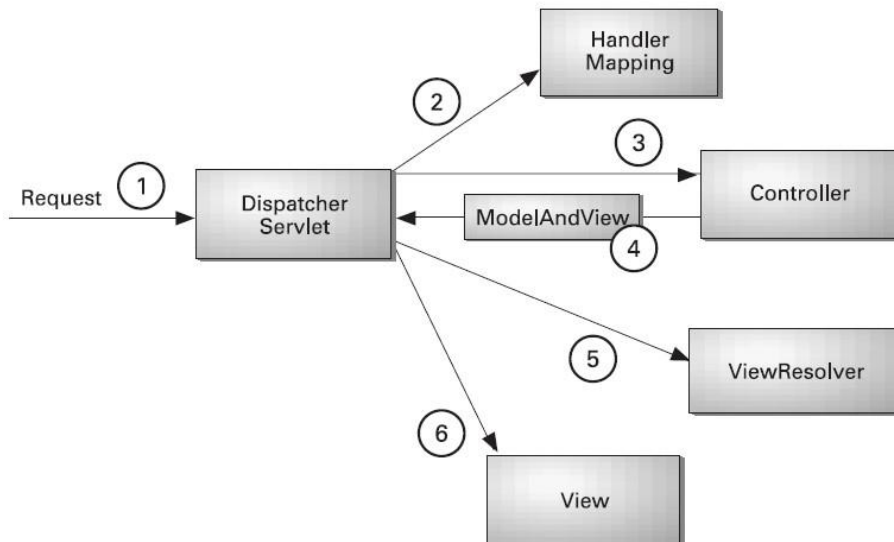 Handler
Mapping
2
3
1
Request
Dispatcher
Servlet
Controller
ModelAndView
4
5
ViewResolver
6
View